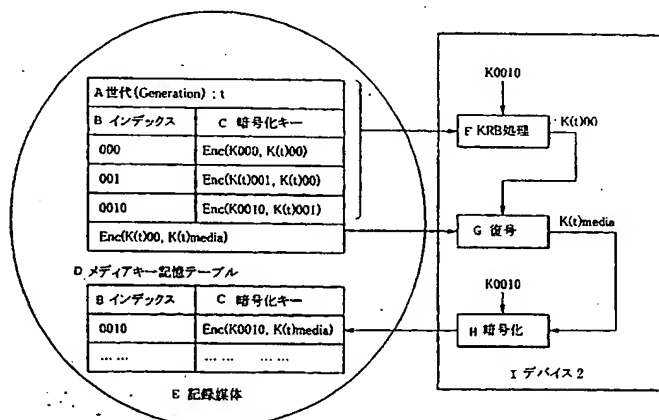 A 世代(Generation) : t
B インデックス C 暗号化キー
000 Enc(K000, K(t)00)
001 Enc(K(t)001, K(t)00)
0010 Enc(K0010, K(t)001)
Enc(K(t)00, K(t)media)
D メディアキー記憶テーブル
B インデックス C 暗号化キー
0010 Enc(K0010, K(t)media)
…… …… ……
E 記録媒体
K0010
F KRB処理
K(t)00
G 復号
K(t)media
K0010
H 暗号化
I デバイス2